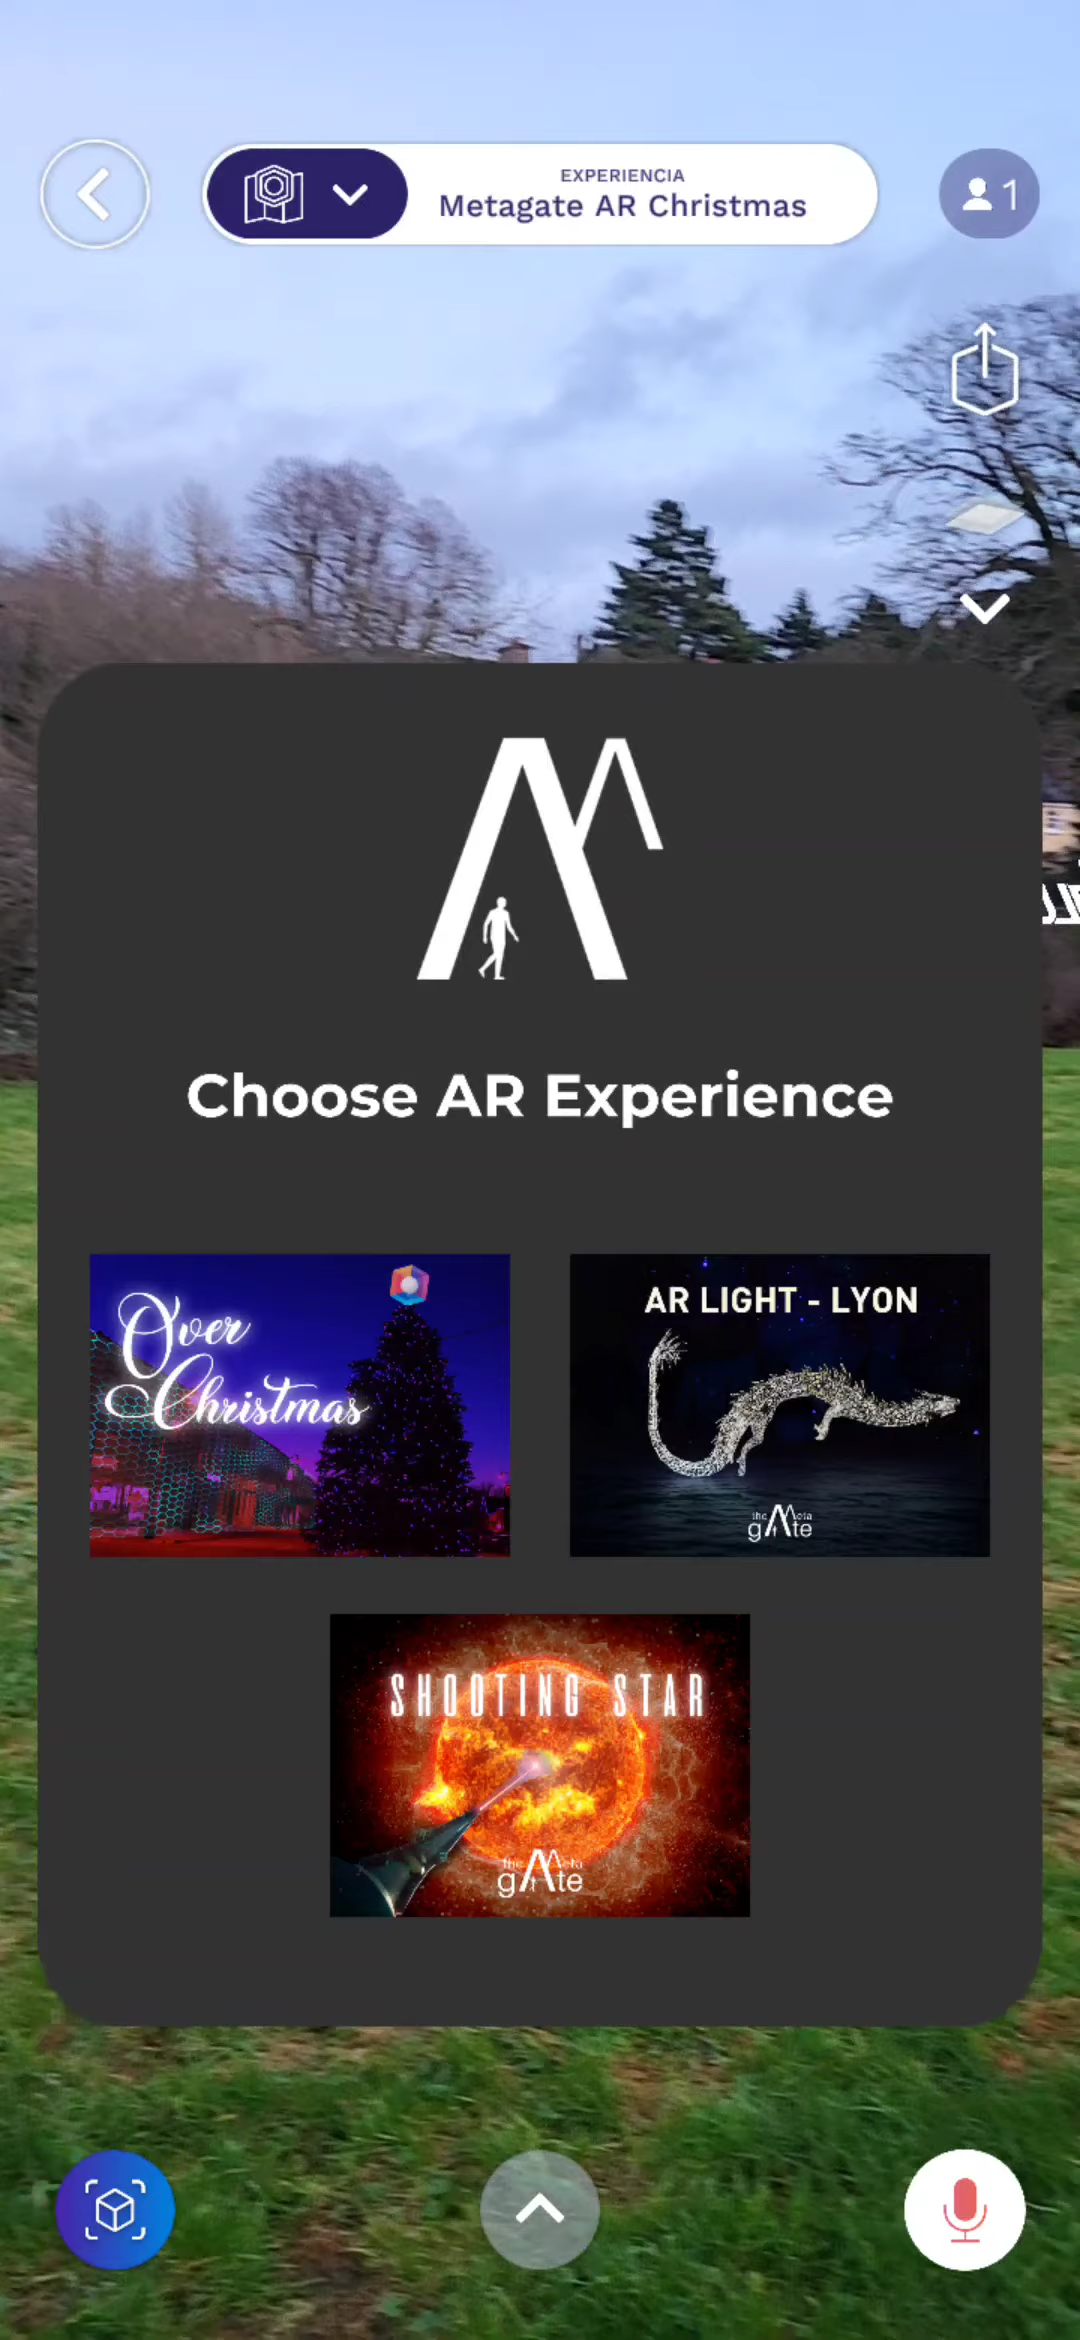 EXPERIENCIA
Metagate AR Christmas
1
Choose AR Experience
Over
Christmas
AR LIGHT - LYON
the Meta
gate
SHOOTING STAR
the Meta
gate